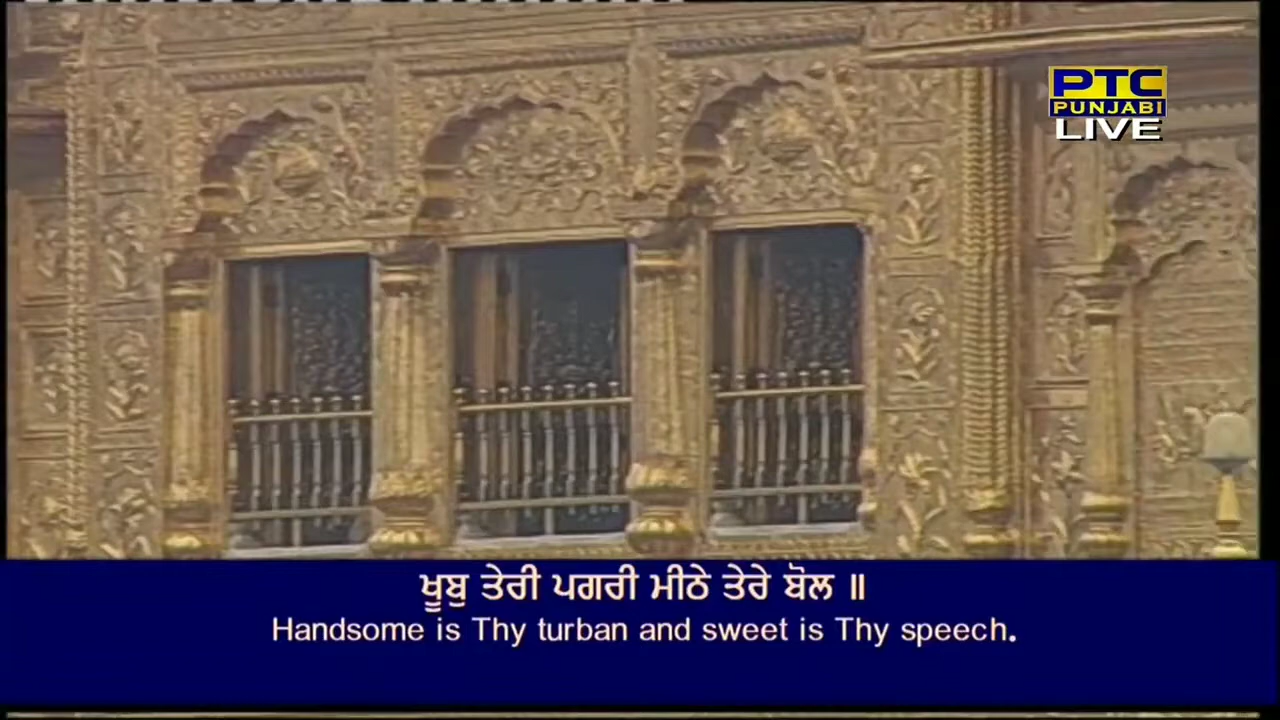 PTC
PUNJABI
LIVE
ਖੂਬੁ ਤੇਰੀ ਪਗਰੀ ਮੀਠੇ ਤੇਰੇ ਬੋਲ ॥
Handsome is Thy turban and sweet is Thy speech.